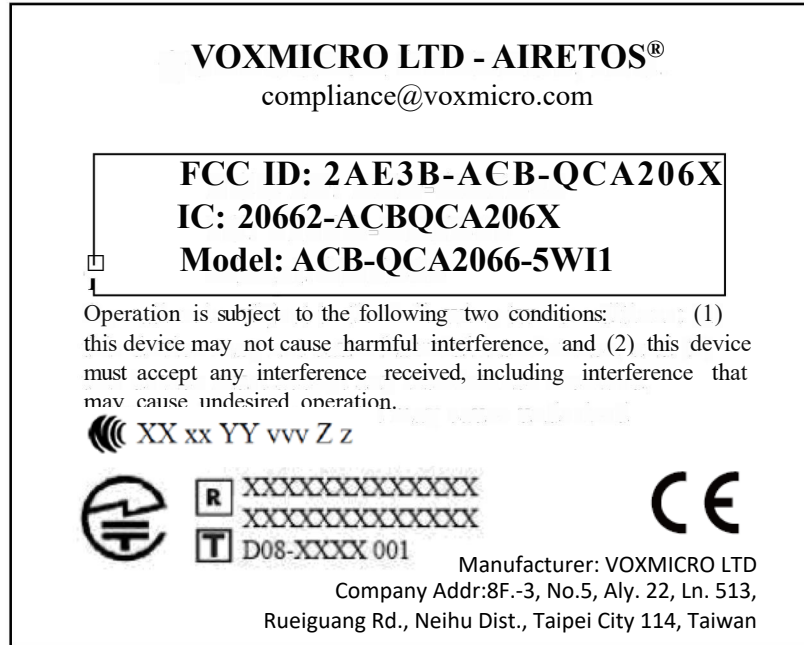 VOXMICRO LTD - AIRETOS®
compliance@voxmicro.com
FCC ID: 2AE3B-ACB-QCA206X
IC: 20662-ACBQCA206X
Model: ACB-QCA2066-5WI1
Operation is subject to the following two conditions: (1)
this device may not cause harmful interference, and (2) this device
must accept any interference received, including interference that
may cause undesired operation.
XX xx YY yyy Z z
R XXXXXXXXXXXXXX
XXXXXXXXXXXXXX
T D08-XXXX 001
CE
Manufacturer: VOXMICRO LTD
Company Addr:8F.-3, No.5, Aly. 22, Ln. 513,
Rueiguang Rd., Neihu Dist., Taipei City 114, Taiwan